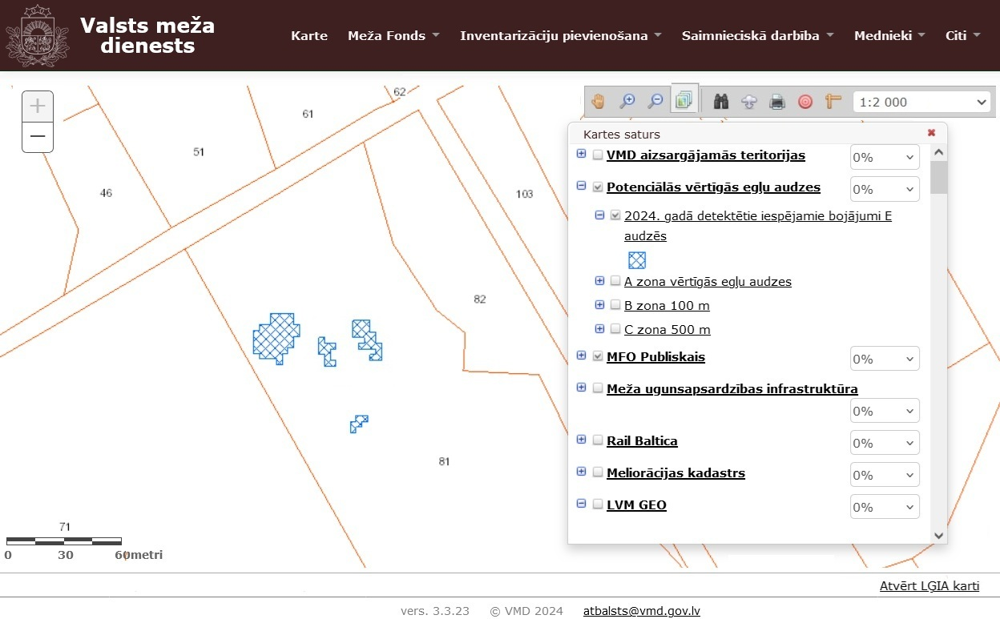 Valsts meža
dienests
Karte Meža Fonds Inventarizāciju pievienošana Saimnieciskā darbība Mednieki Citi
1:2 000
Kartes saturs
VMD aizsargājamās teritorijas 0%
Potenciālās vērtīgās egļu audzes 0%
2024. gadā detektētie iespējamie bojājumi E
audzēs
A zona vērtīgās egļu audzes
B zona 100 m
C zona 500 m
MFO Publiskais 0%
Meža ugunsapsardzības infrastruktūra
0%
Rail Baltica 0%
Meliorācijas kadastrs 0%
LVM GEO 0%
62
61
51
46
103
82
81
71
0 30 60metri
Atvērt LĢIA karti
vers. 3.3.23 © VMD 2024 atbalsts@vmd.gov.lv